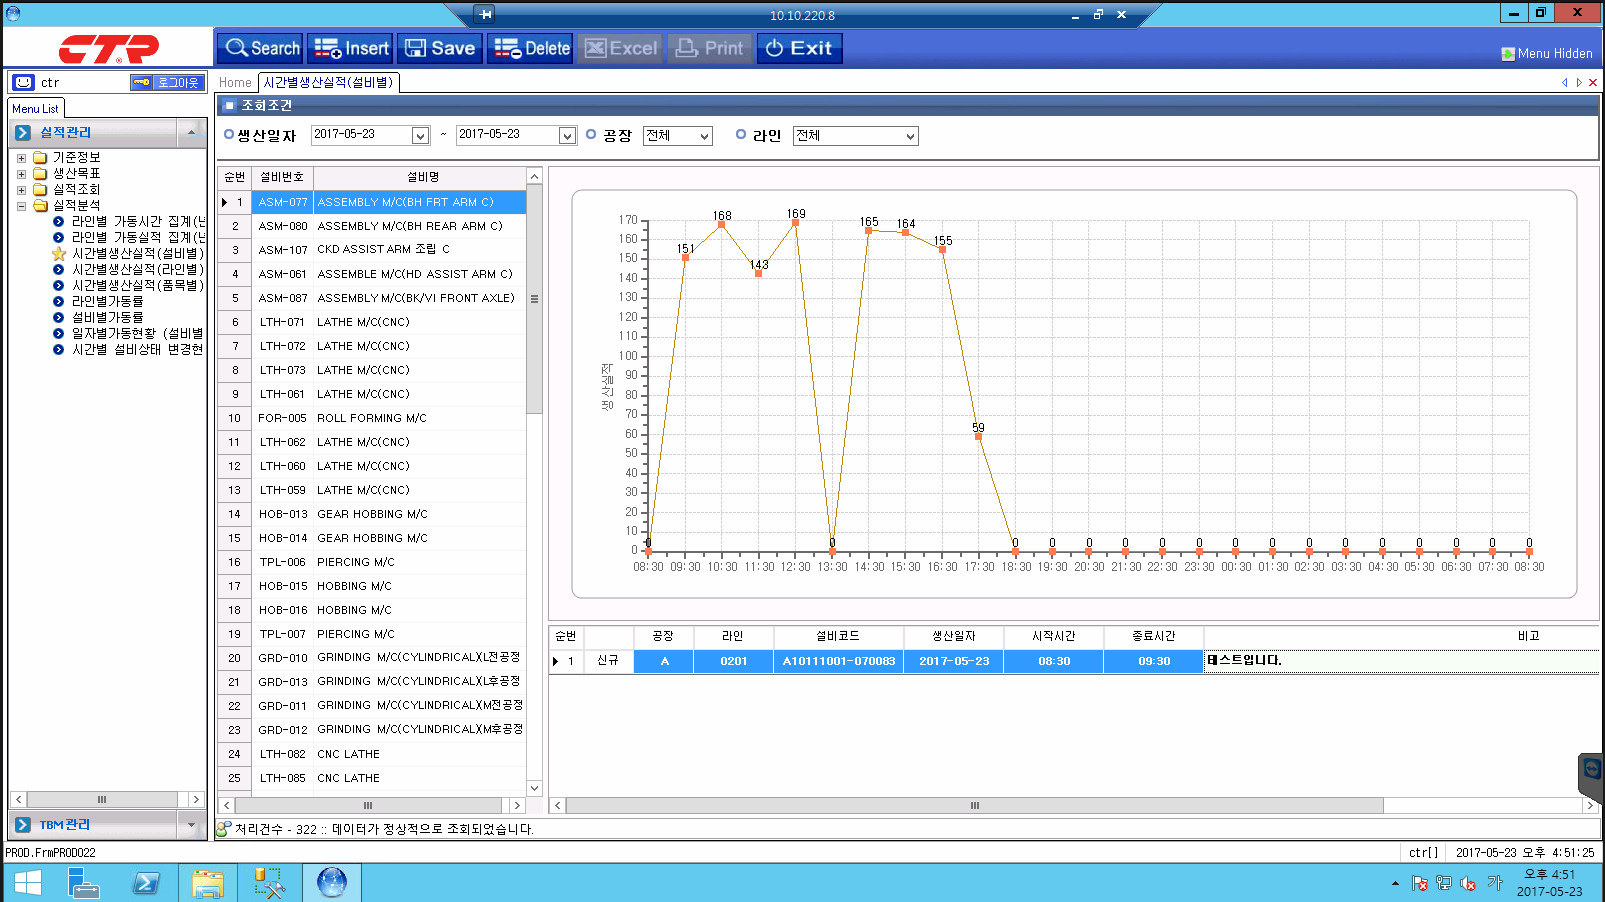 10.10.220.8
CTR
Search Insert Save Delete Excel Print Exit
Menu Hidden
ctr 로그아웃
Home 시간별생산실적(설비별)
Menu List
조회조건
실적관리
생산일자 2017-05-23 ~ 2017-05-23 공장 전체 라인 전체
기준정보
생산목표
실적조회
실적분석
라인별 가동시간 집계(년
라인별 가동실적 집계(년
시간별생산실적(설비별)
시간별생산실적(라인별)
시간별생산실적(품목별)
라인별가동률
설비별가동률
일자별가동현황 (설비별
시간별 설비상태 변경현
TBM관리
순번 설비번호 설비명
1 ASM-077 ASSEMBLY M/C(BH FRT ARM C)
2 ASM-080 ASSEMBLY M/C(BH REAR ARM C)
3 ASM-107 CKD ASSIST ARM 조립 C
4 ASM-061 ASSEMBLE M/C(HD ASSIST ARM C)
5 ASM-087 ASSEMBLY M/C(BK/VI FRONT AXLE)
6 LTH-071 LATHE M/C(CNC)
7 LTH-072 LATHE M/C(CNC)
8 LTH-073 LATHE M/C(CNC)
9 LTH-061 LATHE M/C(CNC)
10 FOR-005 ROLL FORMING M/C
11 LTH-062 LATHE M/C(CNC)
12 LTH-060 LATHE M/C(CNC)
13 LTH-059 LATHE M/C(CNC)
14 HOB-013 GEAR HOBBING M/C
15 HOB-014 GEAR HOBBING M/C
16 TPL-006 PIERCING M/C
17 HOB-015 HOBBING M/C
18 HOB-016 HOBBING M/C
19 TPL-007 PIERCING M/C
20 GRD-010 GRINDING M/C(CYLINDRICAL)(L전공정
21 GRD-013 GRINDING M/C(CYLINDRICAL)(L후공정
22 GRD-011 GRINDING M/C(CYLINDRICAL)(M전공정
23 GRD-012 GRINDING M/C(CYLINDRICAL)(M후공정
24 LTH-082 CNC LATHE
25 LTH-085 CNC LATHE
생산실적
170
160
150
140
130
120
110
100
90
80
70
60
50
40
30
20
10
0
0 151 168 143 169 0 165 164 155 59 0 0 0 0 0 0 0 0 0 0 0 0 0 0 0
08:30 09:30 10:30 11:30 12:30 13:30 14:30 15:30 16:30 17:30 18:30 19:30 20:30 21:30 22:30 23:30 00:30 01:30 02:30 03:30 04:30 05:30 06:30 07:30 08:30
순번 공장 라인 설비코드 생산일자 시작시간 종료시간 비고
1 신규 A 0201 A10111001-070083 2017-05-23 08:30 09:30 테스트입니다.
처리건수 - 322 :: 데이터가 정상적으로 조회되었습니다.
PROD.FrmPROD022
ctr[] 2017-05-23 오후 4:51:25
가 오후 4:51
2017-05-23